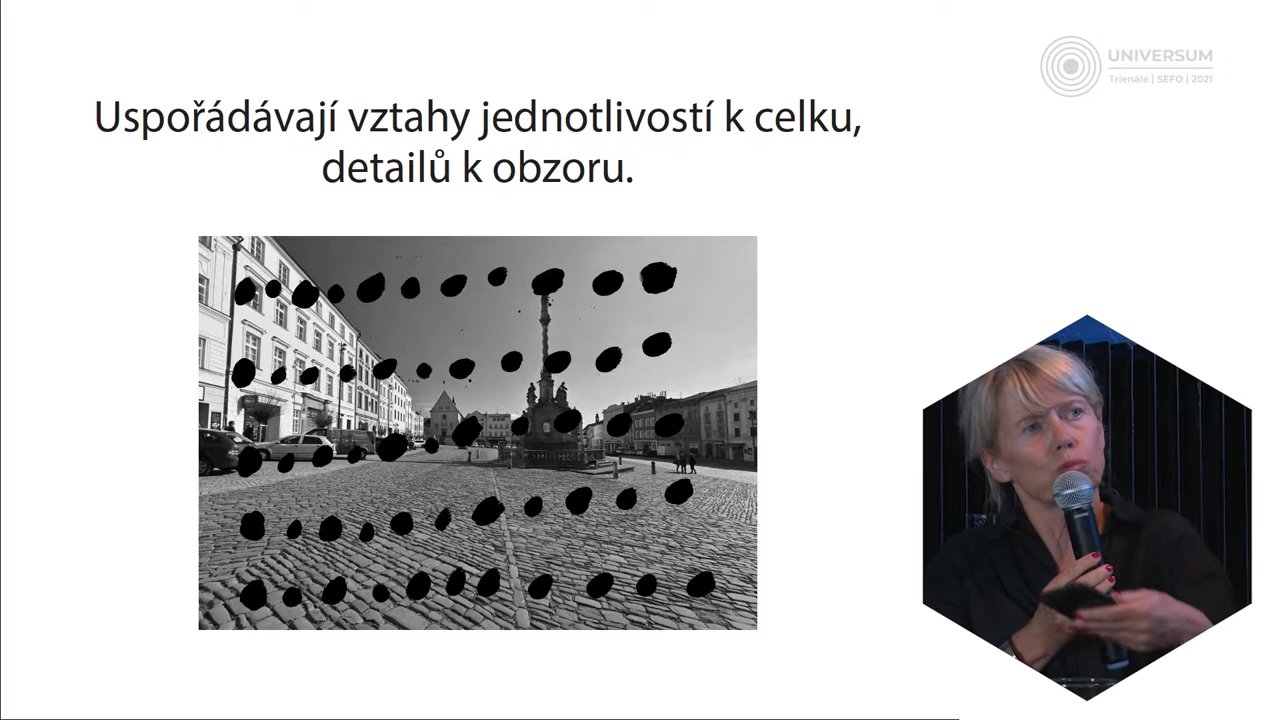 UNIVERSUM
Trienále | SEFO | 2021
Uspořádávají vztahy jednotlivostí k celku,
detailů k obzoru.